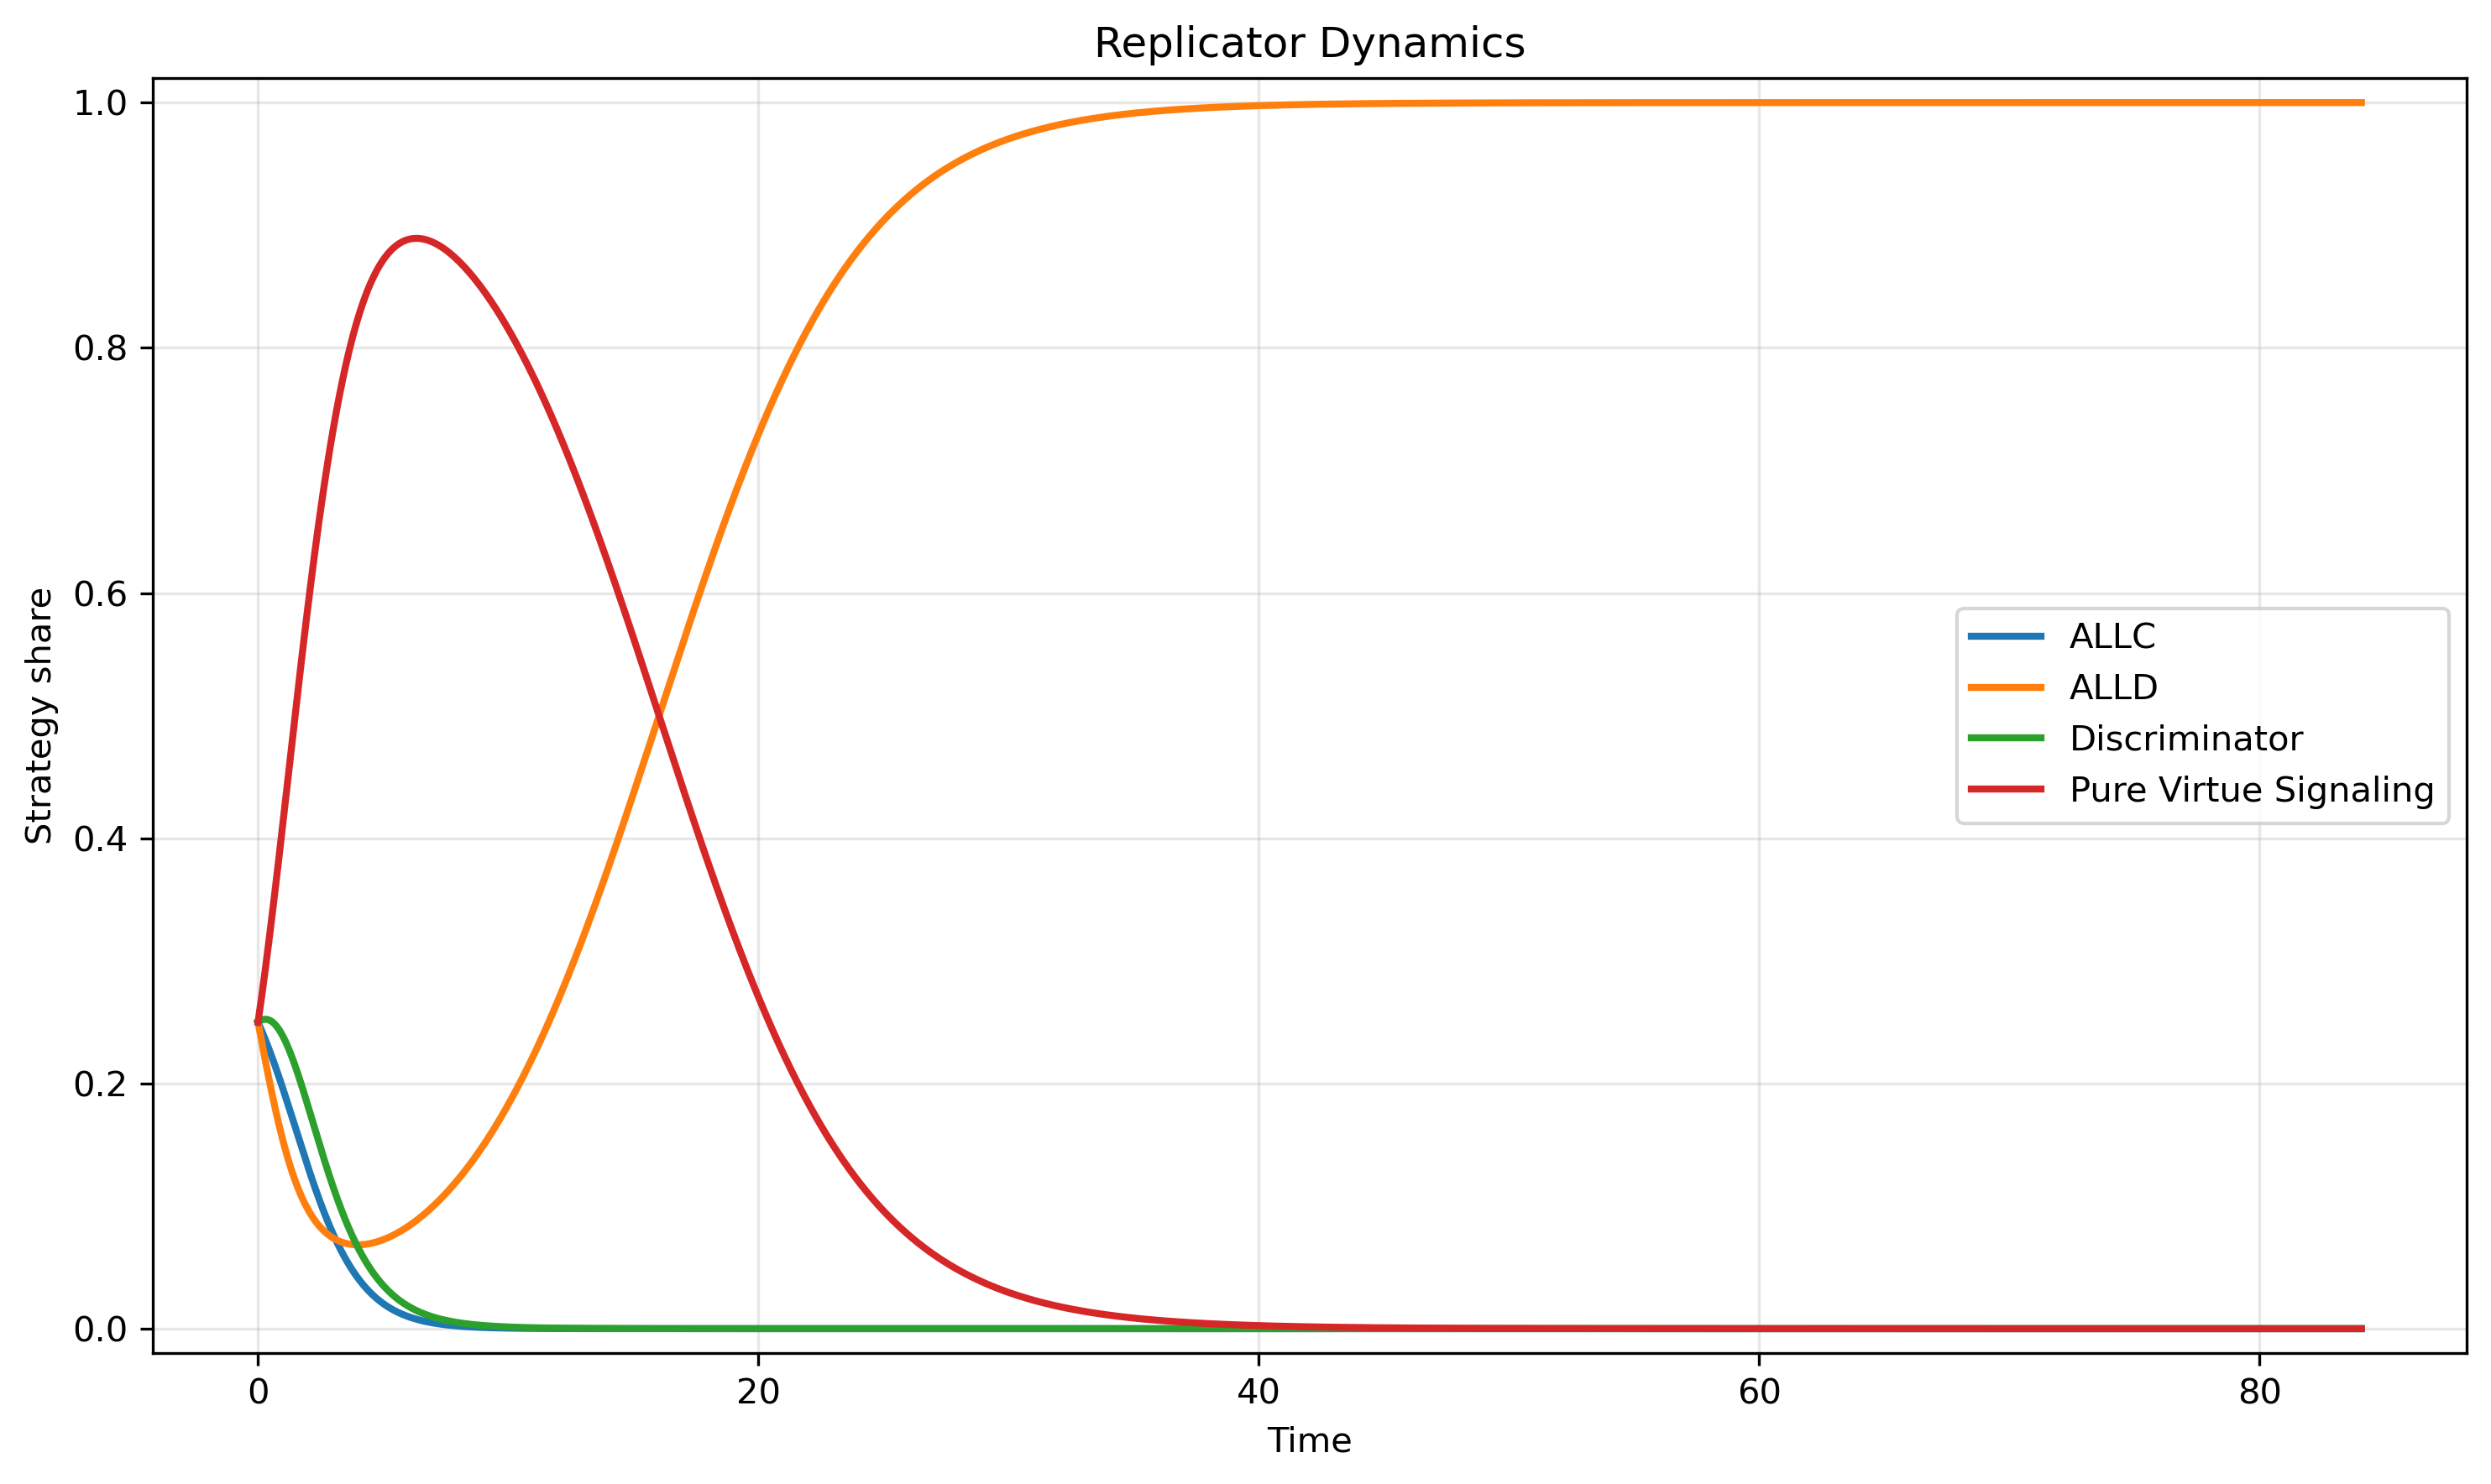 Replicator Dynamics
1.0
0.8
0.6
0.4
0.2
0.0
Strategy share
ALLC
ALLD
Discriminator
Pure Virtue Signaling
0 20 40 60 80
Time